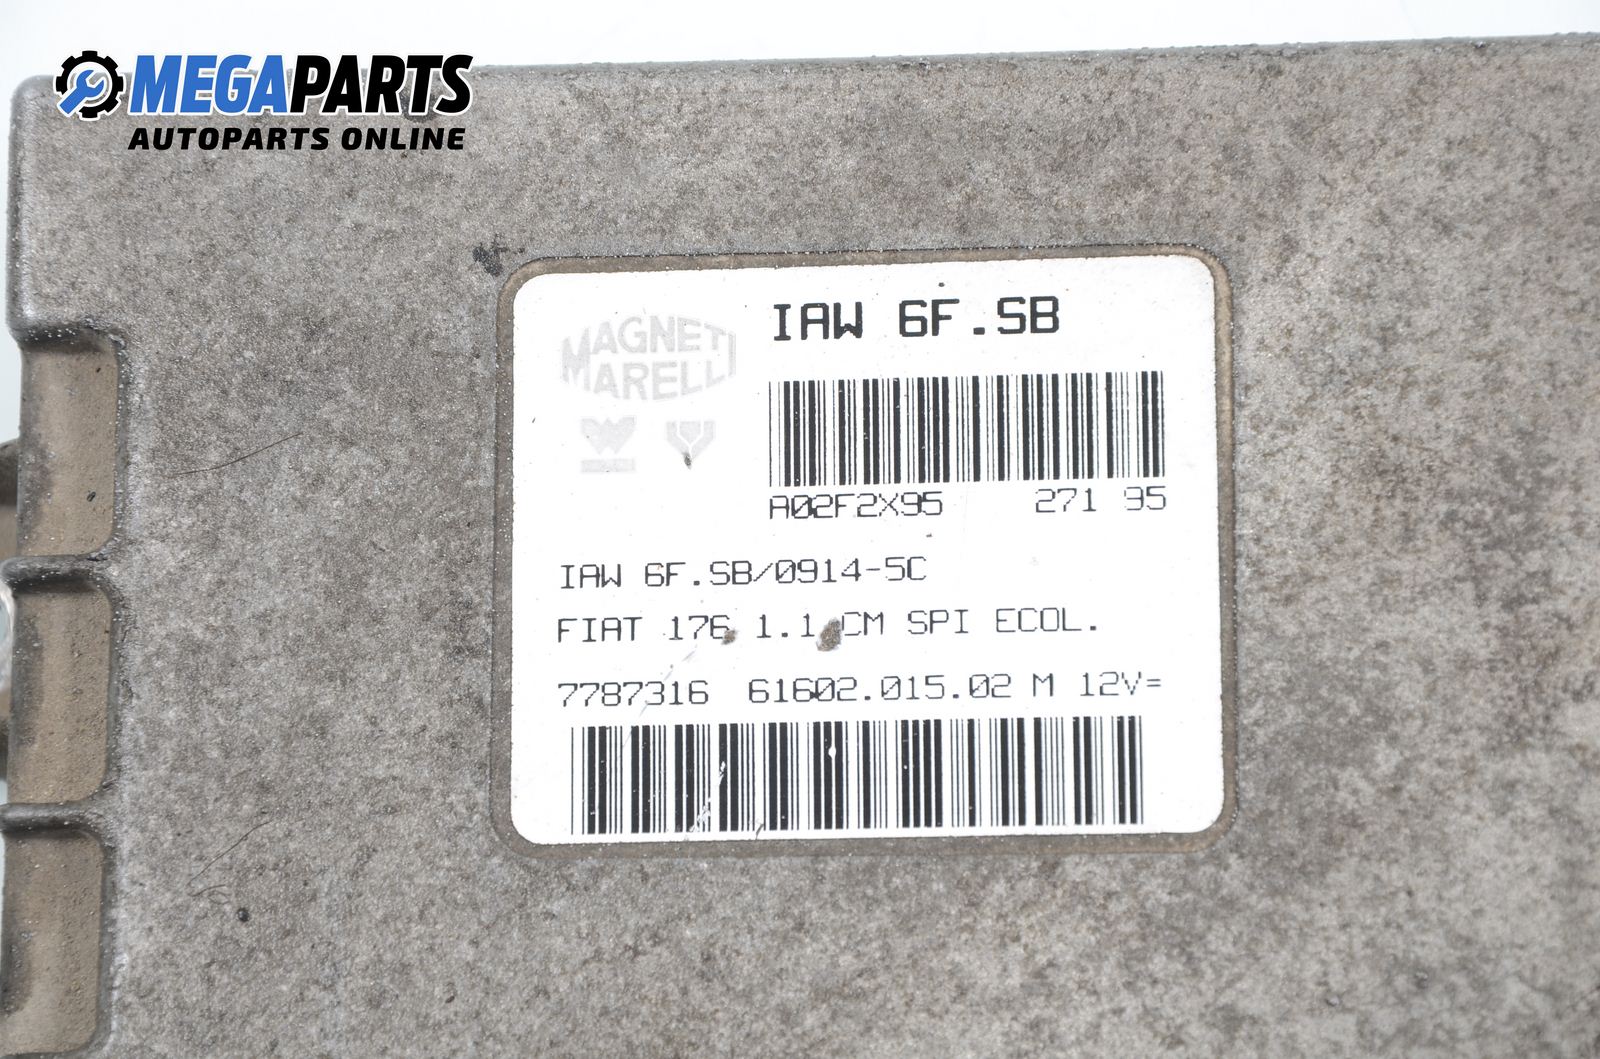 MEGAPARTS
AUTOPARTS ONLINE
MAGNETI
MARELLI
IAW 6F.SB
A02F2X95 271 95
IAW 6F.SB/0914-5C
FIAT 176 1.1 CM SPI ECOL.
7787316 61602.015.02 M 12V=